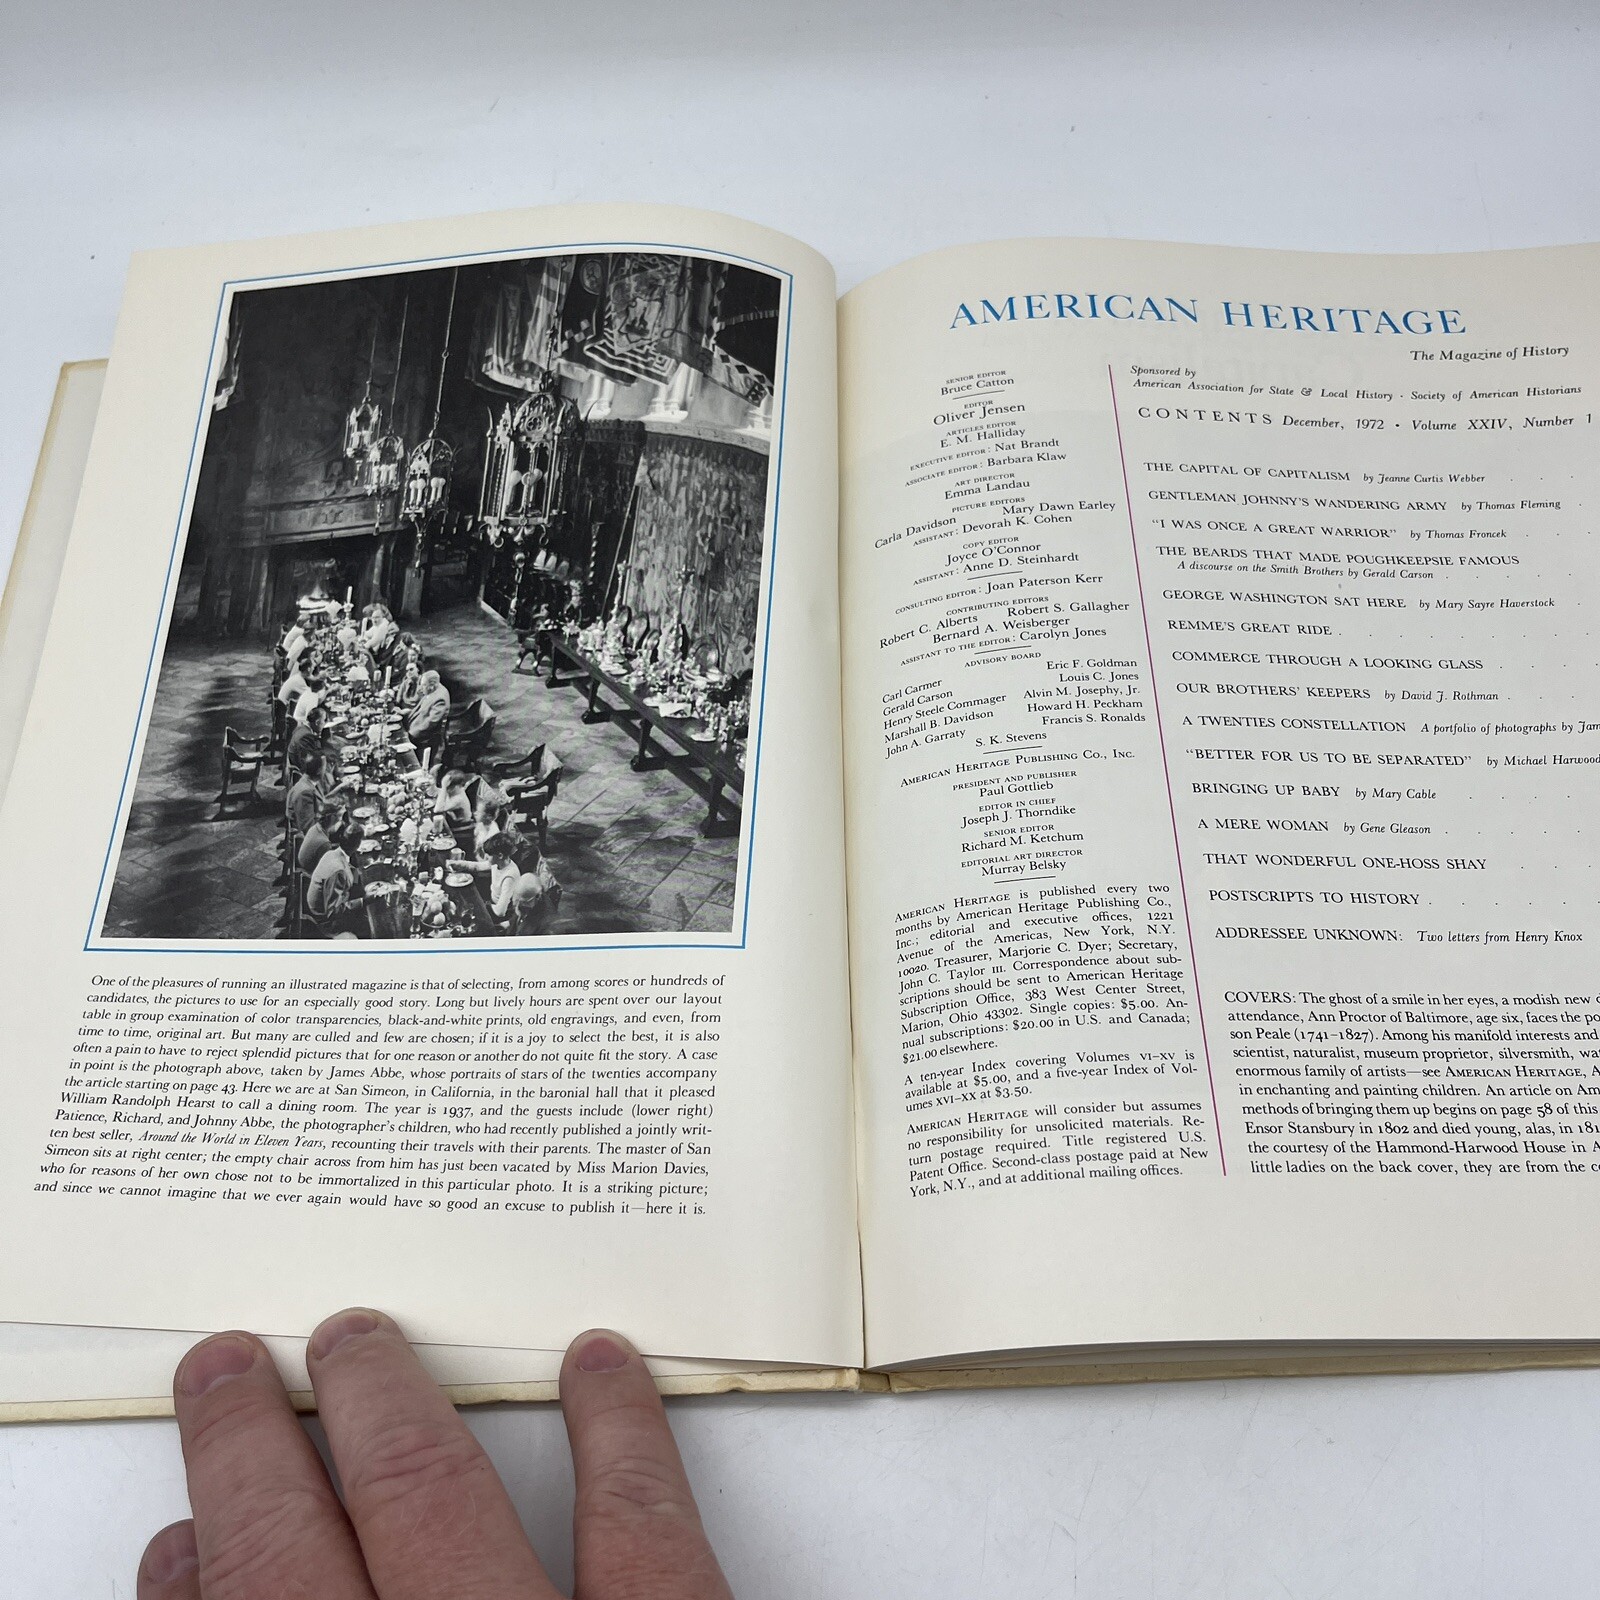 One of the pleasures of running an illustrated magazine is that of selecting, from among scores or hundreds of
candidates, the pictures to use for an especially good story. Long but lively hours are spent over our layout
table in group examination of color transparencies, black-and-white prints, old engravings, and even, from
time to time, original art. But many are culled and few are chosen; if it is a joy to select the best, it is also
often a pain to have to reject splendid pictures that for one reason or another do not quite fit the story. A case
in point is the photograph above, taken by James Abbe, whose portraits of stars of the twenties accompany
the article starting on page 43. Here we are at San Simeon, in California, in the baronial hall that it pleased
William Randolph Hearst to call a dining room. The year is 1937, and the guests include (lower right)
Patience, Richard, and Johnny Abbe, the photographer's children, who had recently published a jointly writ-
ten best seller, Around the World in Eleven Years, recounting their travels with their parents. The master of San
Simeon sits at right center; the empty chair across from him has just been vacated by Miss Marion Davies,
who for reasons of her own chose not to be immortalized in this particular photo. It is a striking picture;
and since we cannot imagine that we ever again would have so good an excuse to publish it—here it is.
AMERICAN HERITAGE
The Magazine of History
SENIOR EDITOR
Bruce Catton
EDITOR
Oliver Jensen
ARTICLES EDITOR
E. M. Halliday
EXECUTIVE EDITOR: Nat Brandt
ASSOCIATE EDITOR: Barbara Klaw
ART DIRECTOR
Emma Landau
PICTURE EDITORS
Carla Davidson Mary Dawn Earley
ASSISTANT: Devorah K. Cohen
COPY EDITOR
Joyce O'Connor
ASSISTANT: Anne D. Steinhardt
CONSULTING EDITOR: Joan Paterson Kerr
CONTRIBUTING EDITORS
Robert C. Alberts Robert S. Gallagher
Bernard A. Weisberger
ASSISTANT TO THE EDITOR: Carolyn Jones
ADVISORY BOARD
Carl Carmer Eric F. Goldman
Gerald Carson Louis C. Jones
Henry Steele Commager Alvin M. Josephy, Jr.
Marshall B. Davidson Howard H. Peckham
John A. Garraty Francis S. Ronalds
S. K. Stevens
AMERICAN HERITAGE PUBLISHING CO., INC.
PRESIDENT AND PUBLISHER
Paul Gottlieb
EDITOR IN CHIEF
Joseph J. Thorndike
SENIOR EDITOR
Richard M. Ketchum
EDITORIAL ART DIRECTOR
Murray Belsky
AMERICAN HERITAGE is published every two
months by American Heritage Publishing Co.,
Inc.; editorial and executive offices, 1221
Avenue of the Americas, New York, N.Y.
10020. Treasurer, Marjorie C. Dyer; Secretary,
John C. Taylor III. Correspondence about sub-
scriptions should be sent to American Heritage
Subscription Office, 383 West Center Street,
Marion, Ohio 43302. Single copies: $5.00. An-
nual subscriptions: $20.00 in U.S. and Canada;
$21.00 elsewhere.
A ten-year Index covering Volumes VI–XV is
available at $5.00, and a five-year Index of Vol-
umes XVI–XX at $3.50.
AMERICAN HERITAGE will consider but assumes
no responsibility for unsolicited materials. Re-
turn postage required. Title registered U.S.
Patent Office. Second-class postage paid at New
York, N.Y., and at additional mailing offices.
Sponsored by
American Association for State & Local History · Society of American Historians
CONTENTS December, 1972 • Volume XXIV, Number 1
THE CAPITAL OF CAPITALISM by Jeanne Curtis Webber . . .
GENTLEMAN JOHNNY'S WANDERING ARMY by Thomas Fleming .
"I WAS ONCE A GREAT WARRIOR" by Thomas Froncek . . .
THE BEARDS THAT MADE POUGHKEEPSIE FAMOUS
A discourse on the Smith Brothers by Gerald Carson . . . .
GEORGE WASHINGTON SAT HERE by Mary Sayre Haverstock .
REMME'S GREAT RIDE . . . . . . .
COMMERCE THROUGH A LOOKING GLASS . . . .
OUR BROTHERS' KEEPERS by David J. Rothman . . .
A TWENTIES CONSTELLATION A portfolio of photographs by Jam
"BETTER FOR US TO BE SEPARATED" by Michael Harwood
BRINGING UP BABY by Mary Cable . . . .
A MERE WOMAN by Gene Gleason . . . .
THAT WONDERFUL ONE-HOSS SHAY . . .
POSTSCRIPTS TO HISTORY . . . . .
ADDRESSEE UNKNOWN: Two letters from Henry Knox
COVERS: The ghost of a smile in her eyes, a modish new d
attendance, Ann Proctor of Baltimore, age six, faces the po
son Peale (1741–1827). Among his manifold interests and
scientist, naturalist, museum proprietor, silversmith, wa
enormous family of artists—see AMERICAN HERITAGE, A
in enchanting and painting children. An article on Am
methods of bringing them up begins on page 58 of this
Ensor Stansbury in 1802 and died young, alas, in 181
the courtesy of the Hammond-Harwood House in A
little ladies on the back cover, they are from the co